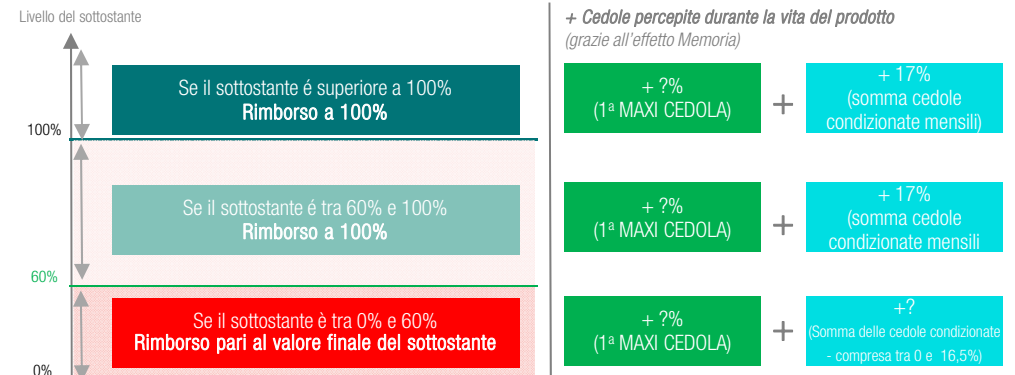 Livello del sottostante
+ Cedole percepite durante la vita del prodotto
(grazie all'effetto Memoria)
Se il sottostante é superiore a 100%
Rimborso a 100%
+ ?%
(1ª MAXI CEDOLA)
+
+ 17%
(somma cedole
condizionate mensili)
100%
Se il sottostante é tra 60% e 100%
Rimborso a 100%
+ ?%
(1ª MAXI CEDOLA)
+
+ 17%
(somma cedole
condizionate mensili
60%
Se il sottostante è tra 0% e 60%
Rimborso pari al valore finale del sottostante
+ ?%
(1ª MAXI CEDOLA)
+
+?
(Somma delle cedole condizionate
- compresa tra 0 e 16,5%)
0%